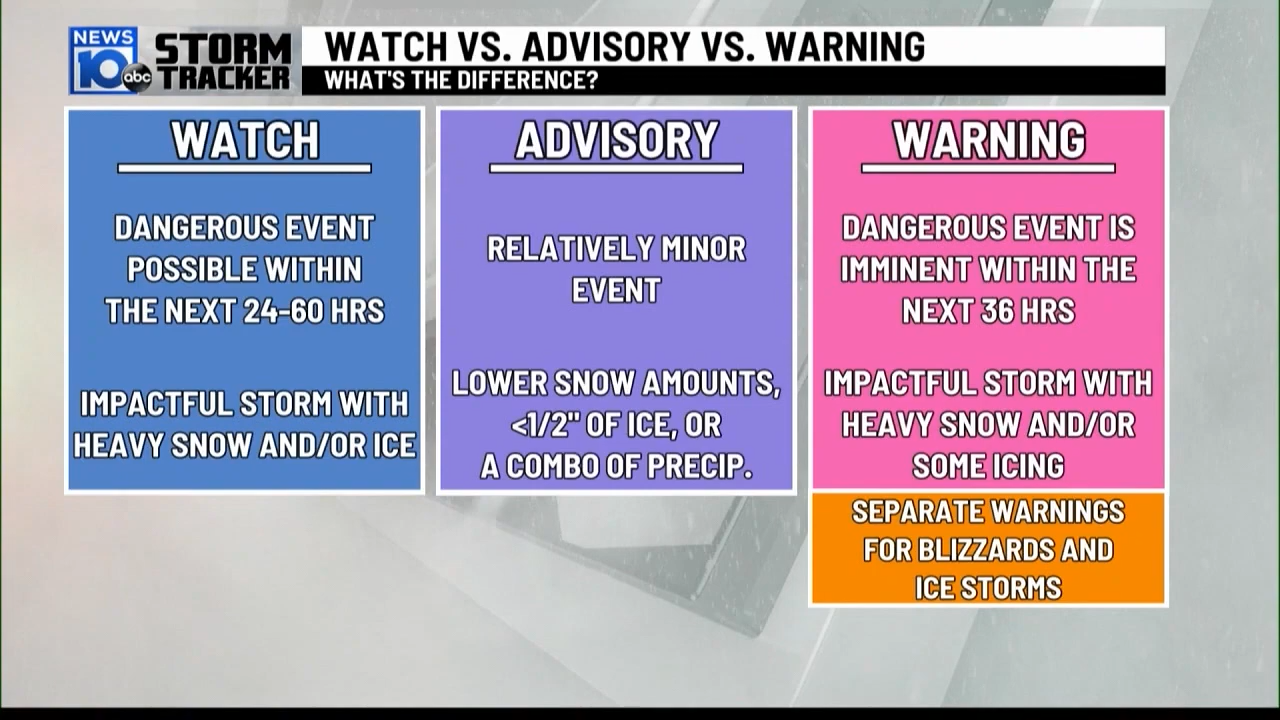 NEWS
10
abc
STORM
TRACKER
WATCH VS. ADVISORY VS. WARNING
WHAT'S THE DIFFERENCE?
WATCH
DANGEROUS EVENT
POSSIBLE WITHIN
THE NEXT 24-60 HRS
IMPACTFUL STORM WITH
HEAVY SNOW AND/OR ICE
ADVISORY
RELATIVELY MINOR
EVENT
LOWER SNOW AMOUNTS,
<1/2" OF ICE, OR
A COMBO OF PRECIP.
WARNING
DANGEROUS EVENT IS
IMMINENT WITHIN THE
NEXT 36 HRS
IMPACTFUL STORM WITH
HEAVY SNOW AND/OR
SOME ICING
SEPARATE WARNINGS
FOR BLIZZARDS AND
ICE STORMS